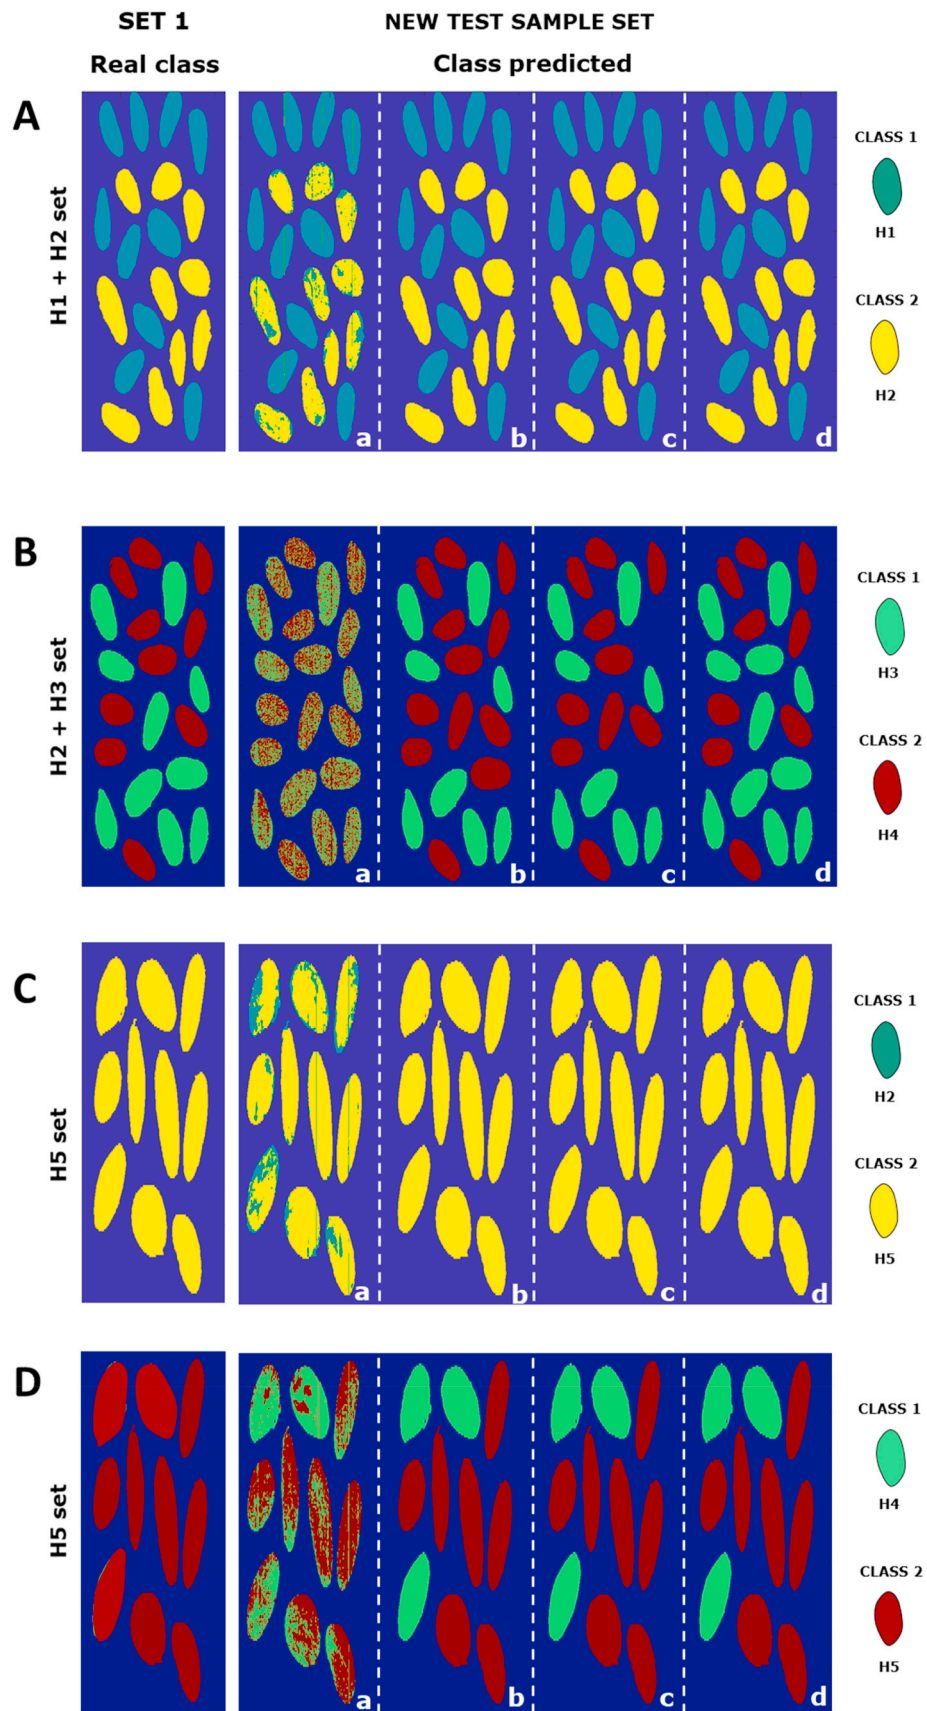 SET 1
NEW TEST SAMPLE SET
Real class
Class predicted
A
H1 + H2 set
a
b
c
d
CLASS 1
H1
CLASS 2
H2
B
H2 + H3 set
a
b
c
d
CLASS 1
H3
CLASS 2
H4
C
H5 set
a
b
c
d
CLASS 1
H2
CLASS 2
H5
D
H5 set
a
b
c
d
CLASS 1
H4
CLASS 2
H5